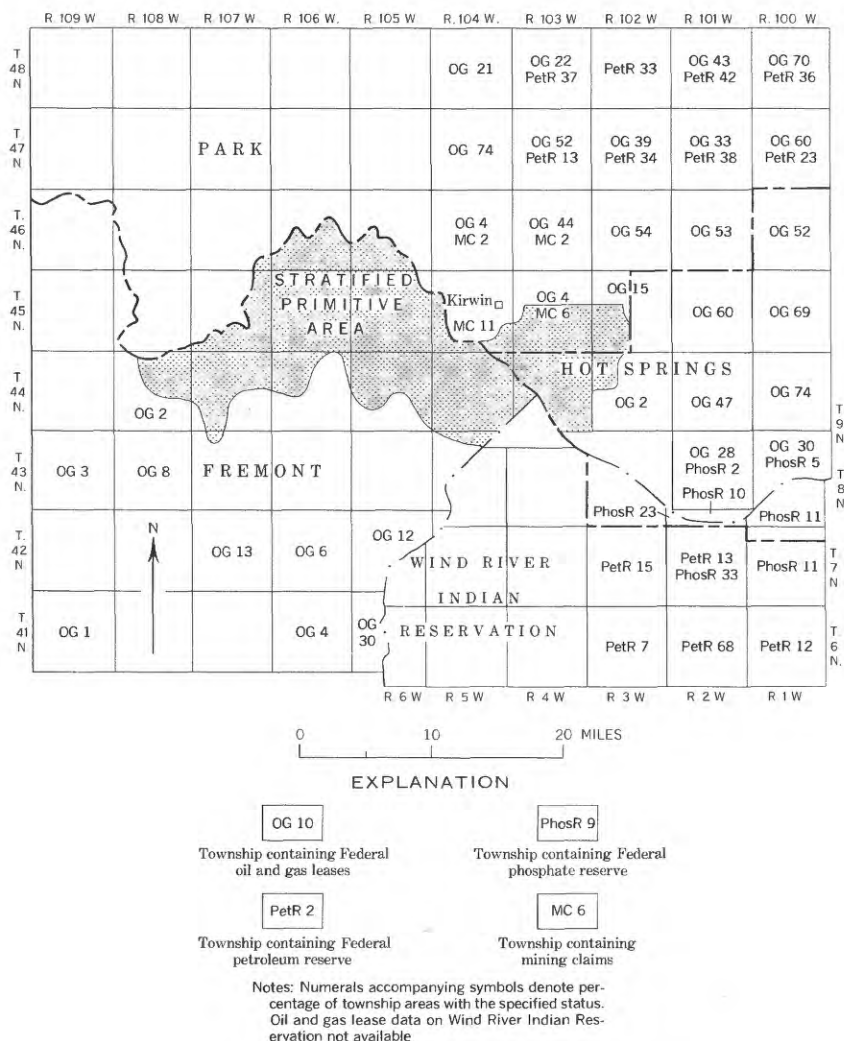 R. 109 W. R. 108 W. R. 107 W. R. 106 W. R. 105 W. R. 104 W. R. 103 W. R. 102 W. R. 101 W. R. 100 W.
T.
48
N.
OG 21
OG 22
PetR 37
PetR 33
OG 43
PetR 42
OG 70
PetR 36
T.
47
N.
PARK
OG 74
OG 52
PetR 13
OG 39
PetR 34
OG 33
PetR 38
OG 60
PetR 23
T.
46
N.
OG 4
MC 2
OG 44
MC 2
OG 54
OG 53
OG 52
T.
45
N.
STRATIFIED
PRIMITIVE
AREA
Kirwin
MC 11
OG 4
MC 6
OG 15
OG 60
OG 69
T.
44
N.
OG 2
HOT SPRINGS
OG 2
OG 47
OG 74
T.
9
N
T.
43
N.
OG 3
OG 8
FREMONT
OG 28
PhosR 2
PhosR 10
OG 30
PhosR 5
PhosR 23
PhosR 11
T.
8
N
T.
42
N
N
OG 13
OG 6
OG 12
WIND RIVER
INDIAN
RESERVATION
PetR 15
PetR 13
PhosR 33
PhosR 11
T.
7
N
T.
41
N
OG 1
OG 4
OG
30
PetR 7
PetR 68
PetR 12
T.
6
N.
R. 6 W R 5 W R 4 W R 3 W R 2 W R 1 W
0 10 20 MILES
EXPLANATION
OG 10
Township containing Federal
oil and gas leases
PhosR 9
Township containing Federal
phosphate reserve
PetR 2
Township containing Federal
petroleum reserve
MC 6
Township containing
mining claims
Notes: Numerals accompanying symbols denote per-
centage of township areas with the specified status.
Oil and gas lease data on Wind River Indian Res-
ervation not available